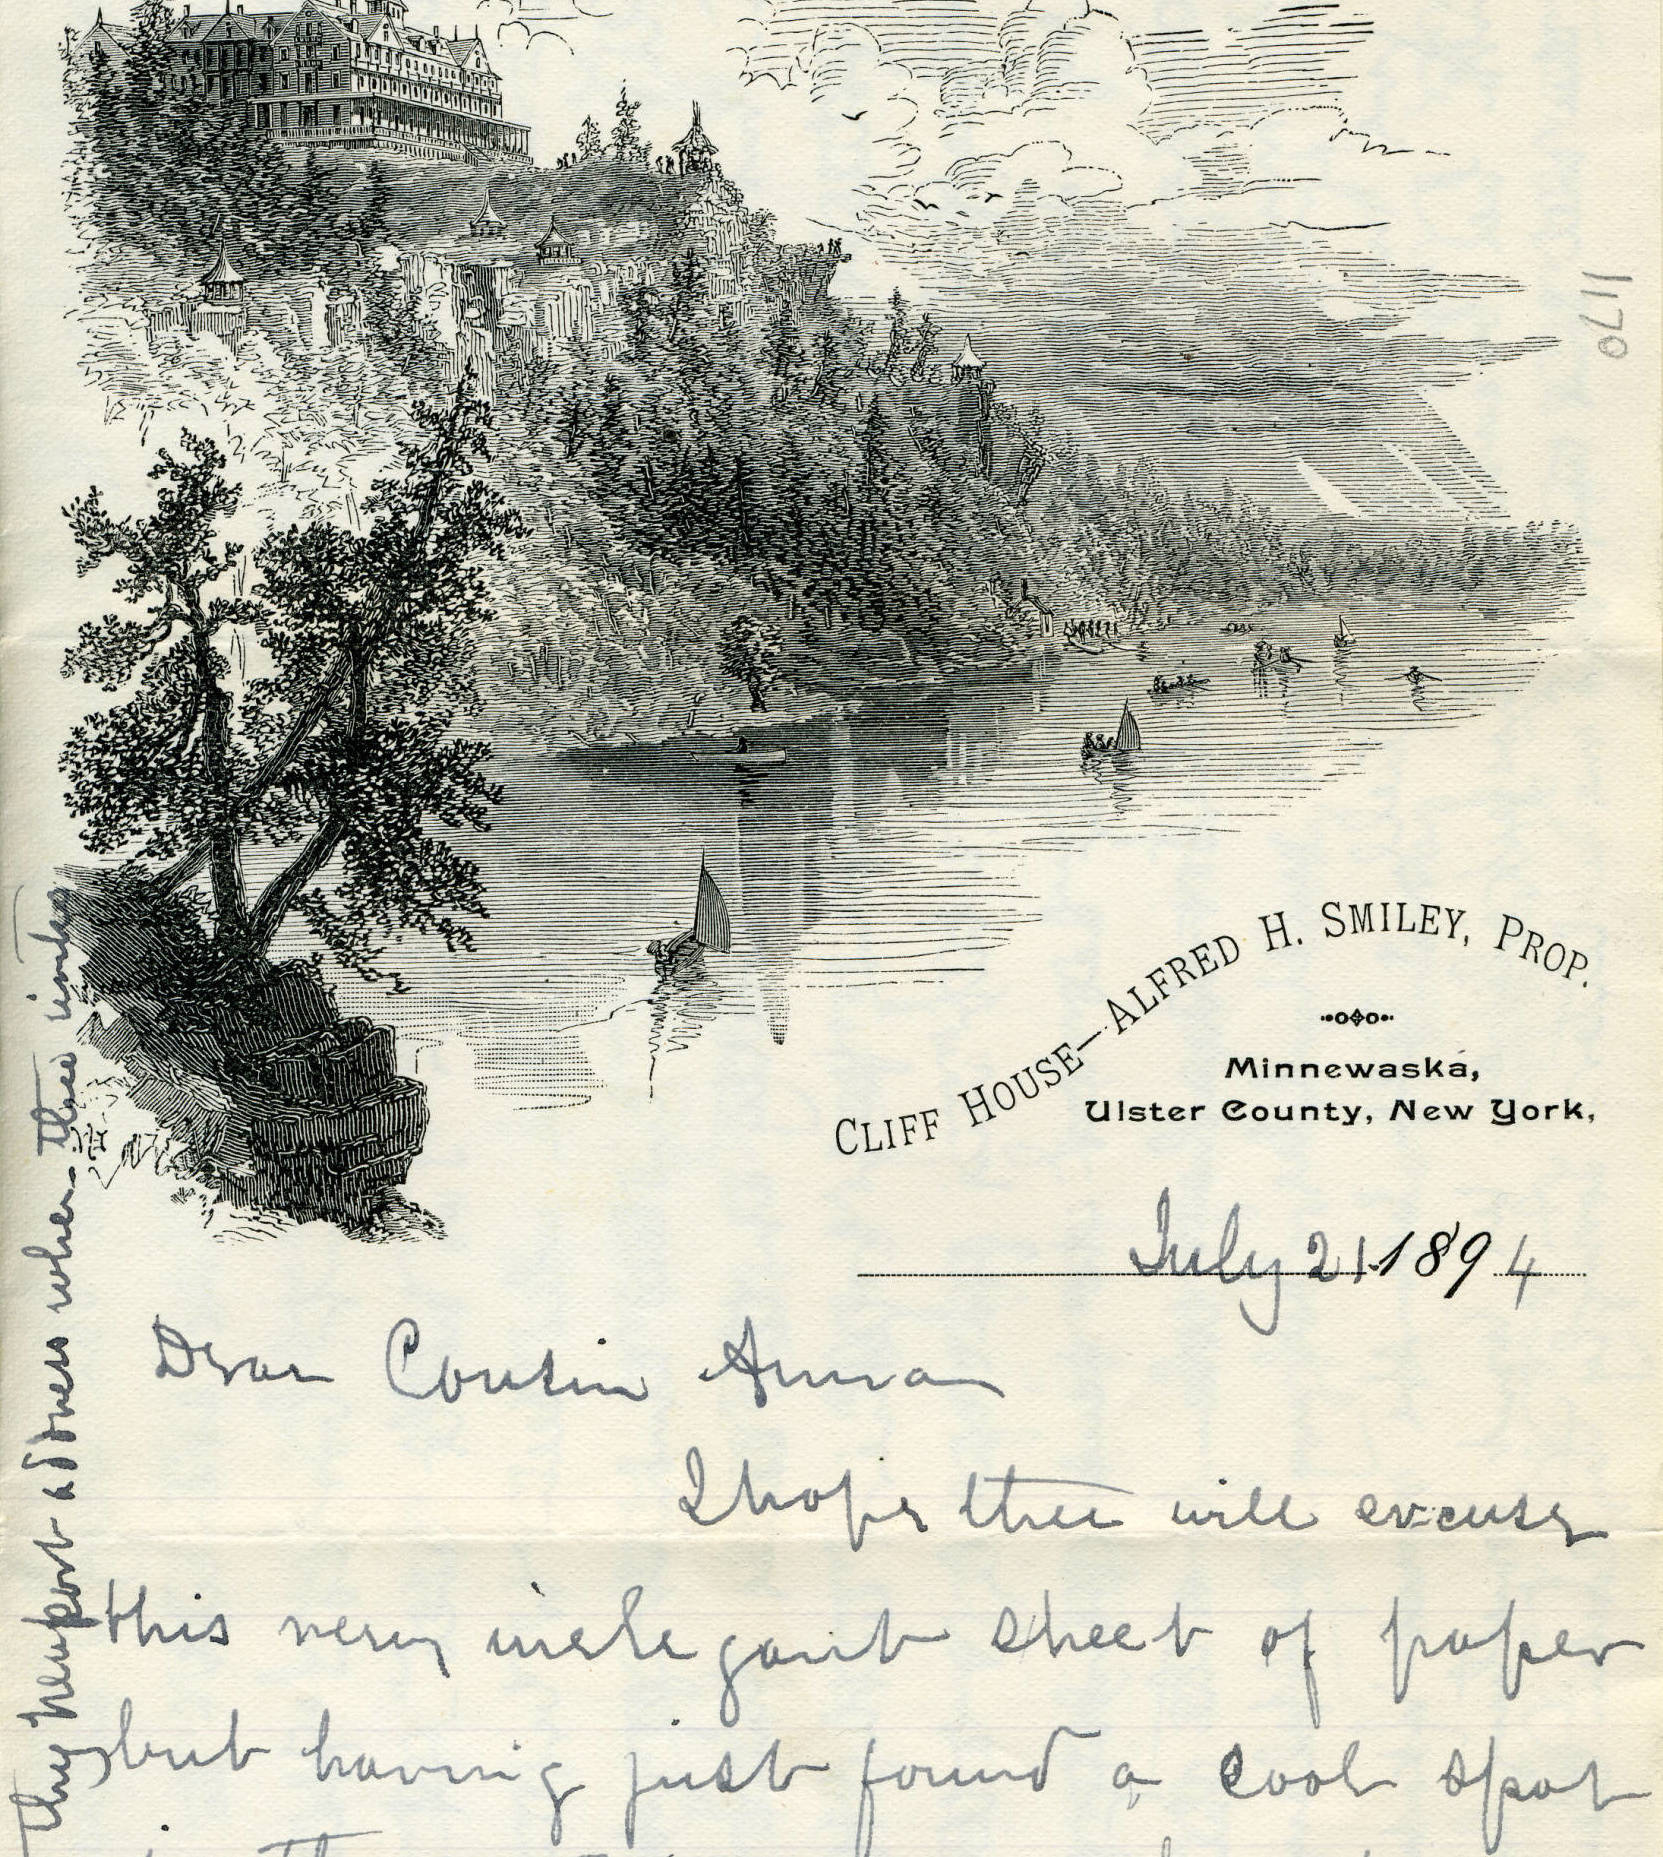 CLIFF HOUSE—ALFRED H. SMILEY, PROP.
Minnewaska,
Ulster County, New York,
July 21 1894
Dear Cousin Anna
I hope thee will excuse
this very inelegant sheet of paper
but having just found a cool spot
thy Newport address when thee
1170